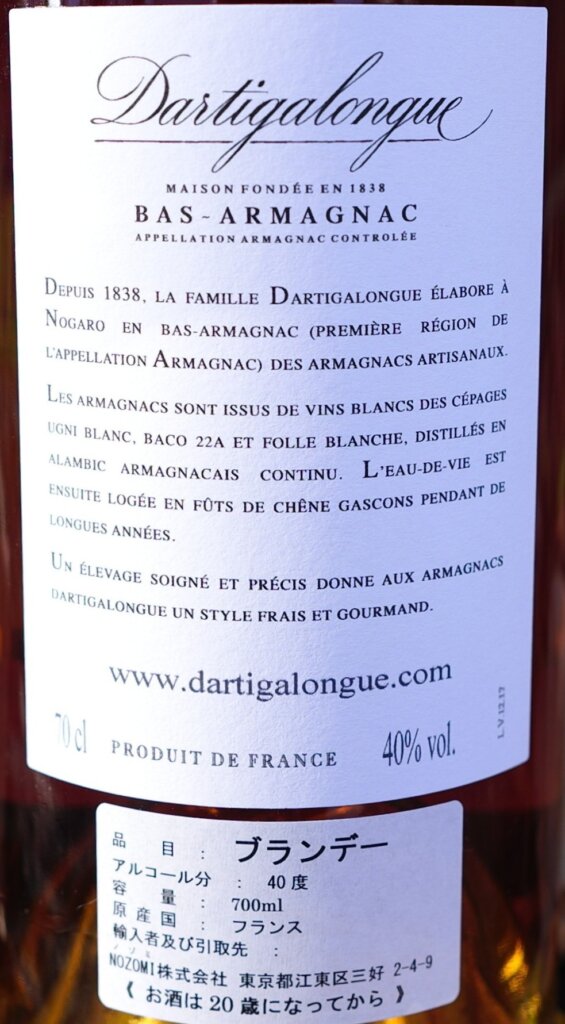 Dartigalongue
MAISON FONDÉE EN 1838
BAS~ARMAGNAC
APPELLATION ARMAGNAC CONTROLÉE
DEPUIS 1838, LA FAMILLE DARTIGALONGUE ÉLABORE À
NOGARO EN BAS-ARMAGNAC (PREMIÈRE RÉGION DE
L'APPELLATION ARMAGNAC) DES ARMAGNACS ARTISANAUX.
LES ARMAGNACS SONT ISSUS DE VINS BLANCS DES CÉPAGES
UGNI BLANC, BACO 22A ET FOLLE BLANCHE, DISTILLÉS EN
ALAMBIC ARMAGNACAIS CONTINU. L'EAU-DE-VIE EST
ENSUITE LOGÉE EN FÛTS DE CHÊNE GASCONS PENDANT DE
LONGUES ANNÉES.
UN ÉLEVAGE SOIGNÉ ET PRÉCIS DONNE AUX ARMAGNACS
DARTIGALONGUE UN STYLE FRAIS ET GOURMAND.
www.dartigalongue.com
L.V.12.17
70 cl PRODUIT DE FRANCE 40% vol.
品目 : ブランデー
アルコール分 : 40度
容量 : 700ml
原産国 : フランス
輸入者及び引取先 :
ノゾミ
NOZOMI株式会社 東京都江東区三好 2-4-9
《 お酒は20歳になってから 》